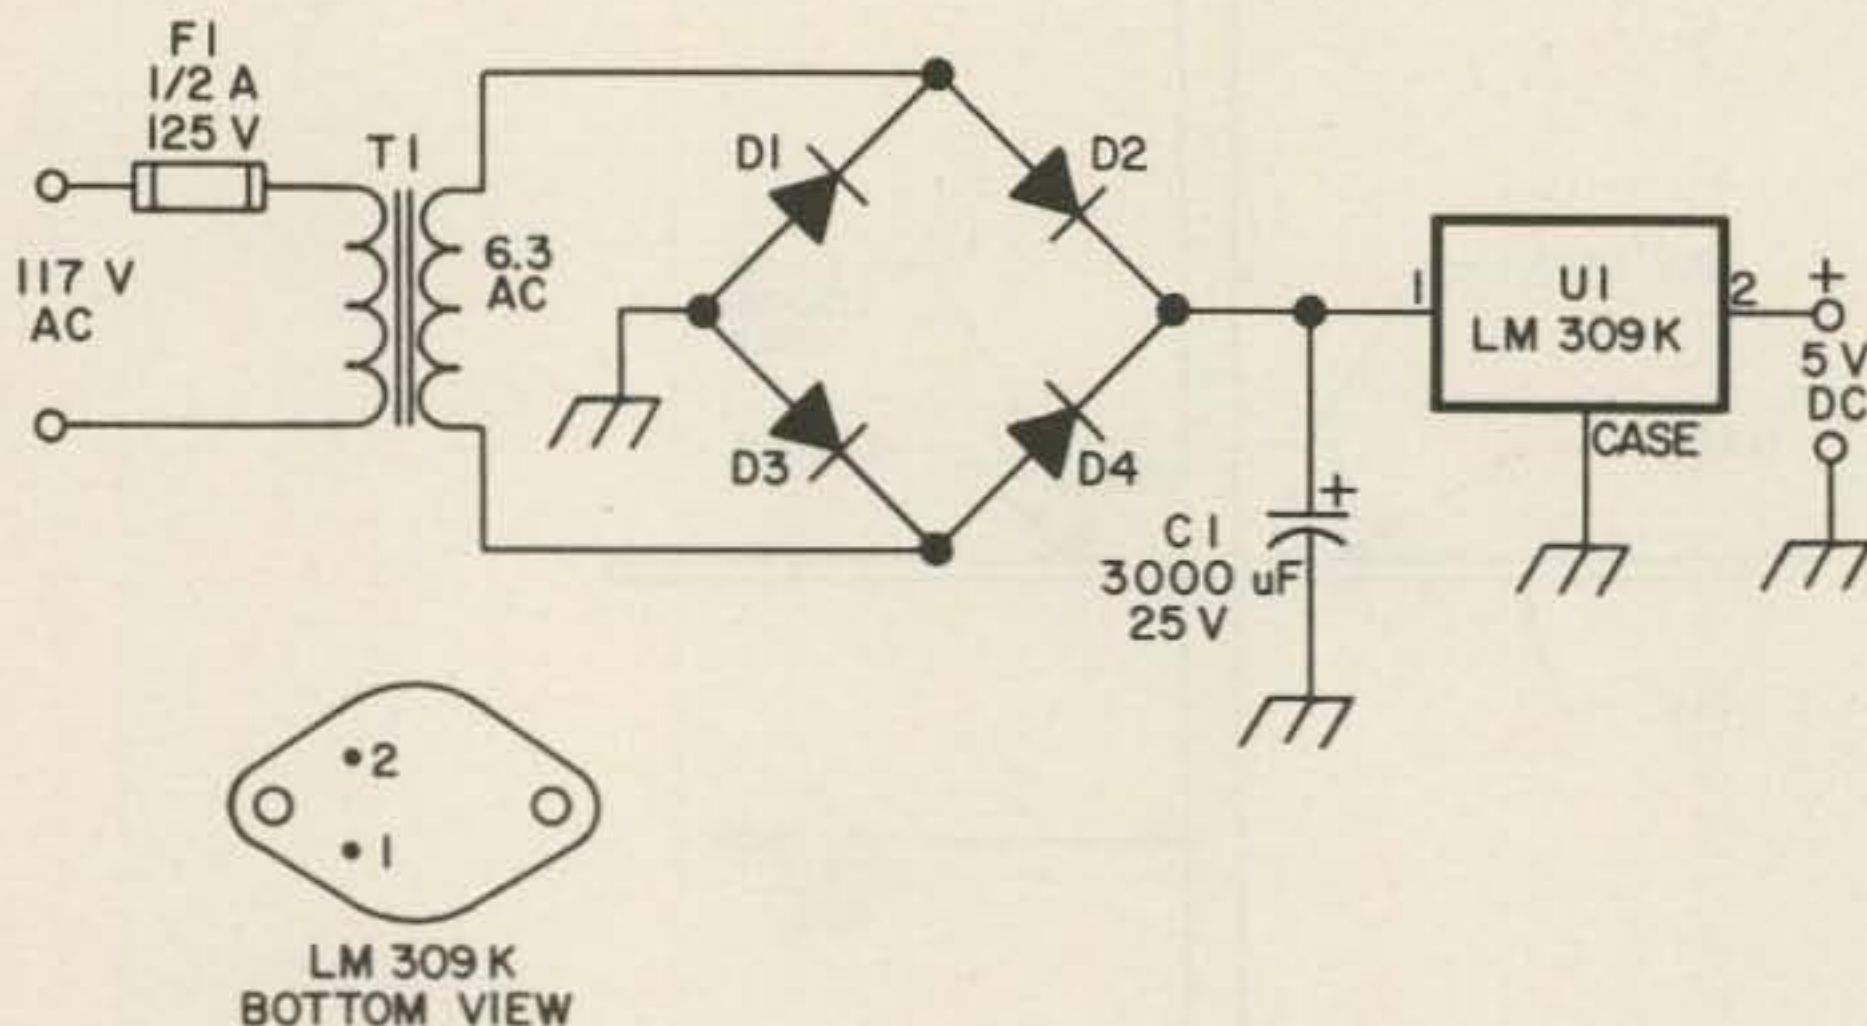 F1
1/2 A
125 V
T1
117 V
AC
6.3
AC
D1
D2
D3
D4
C1
3000 uF
25 V
+
1
U1
LM 309K
2
CASE
+
5 V
DC
2
1
LM 309K
BOTTOM VIEW